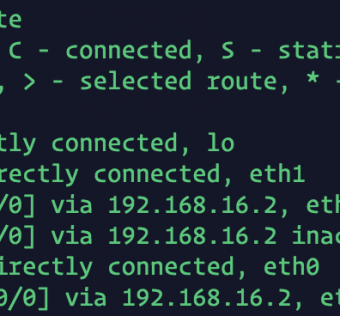 te
C - connected, S - stati
, > - selected route, * -
tly connected, lo
rectly connected, eth1
/0] via 192.168.16.2, eth
/0] via 192.168.16.2 inac
irectly connected, eth0
0/0] via 192.168.16.2, et